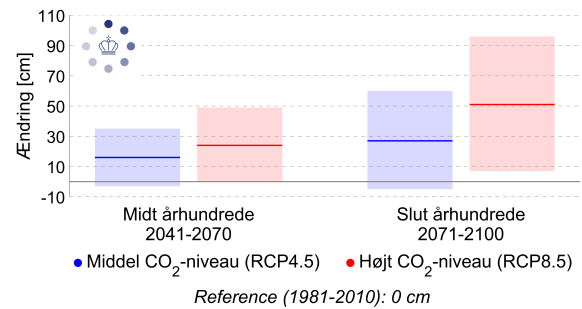 110
90
70
50
30
10
-10
Ændring [cm]
Midt århundrede
2041-2070
Slut århundrede
2071-2100
Middel CO₂-niveau (RCP4.5)
Højt CO₂-niveau (RCP8.5)
Reference (1981-2010): 0 cm